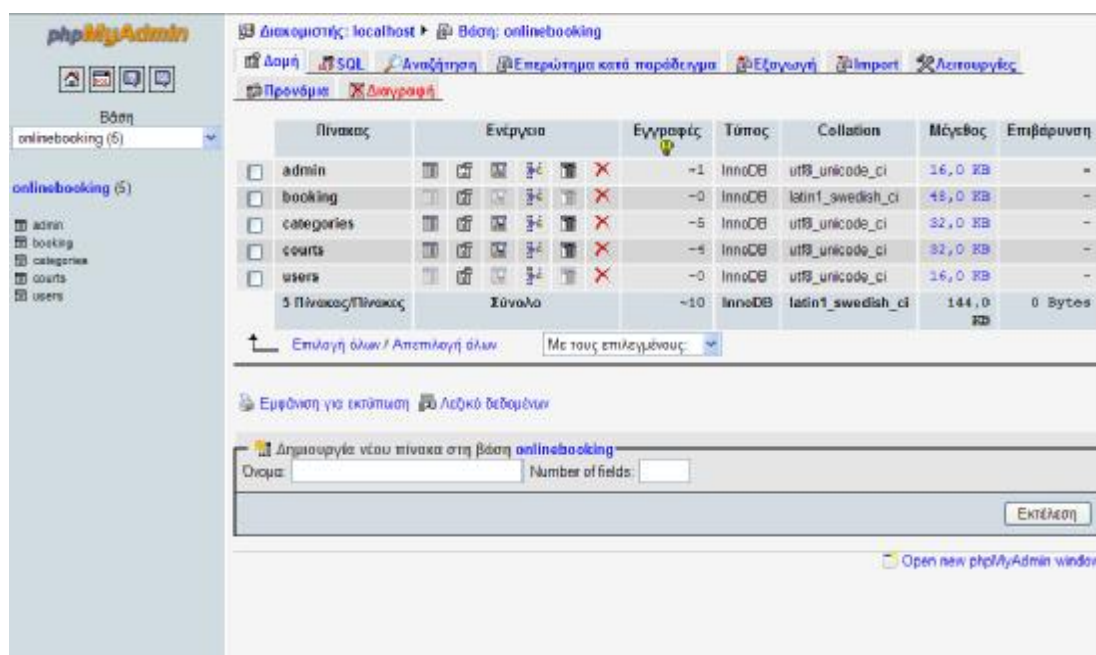 phpMyAdmin
Βάση
onlinebooking (5)
onlinebooking (5)
admin
booking
categories
courts
users
Διακομιστής: localhost ▶ Βάση: onlinebooking
Δομή SQL Αναζήτηση Επερώτημα κατά παράδειγμα Εξαγωγή Import Λειτουργίες
Προνόμια Διαγραφή
Πίνακας Ενέργεια Εγγραφές Τύπος Collation Μέγεθος Επιβάρυνση
admin ~1 InnoDB utf8_unicode_ci 16,0 KB -
booking ~0 InnoDB latin1_swedish_ci 48,0 KB -
categories ~5 InnoDB utf8_unicode_ci 32,0 KB -
courts InnoDB utf8_unicode_ci 32,0 KB -
users ~0 InnoDB utf8_unicode_ci 16,0 KB -
5 Πίνακας/Πίνακες Σύνολο ~10 InnoDB latin1_swedish_ci 144,0 KB 0 Bytes
Επιλογή όλων / Απεπιλογή όλων Με τους επιλεγμένους:
Εμφάνιση για εκτύπωση Λεξικό δεδομένων
Δημιουργία νέου πίνακα στη βάση onlinebooking
Όνομα: Number of fields:
Εκτέλεση
Open new phpMyAdmin window